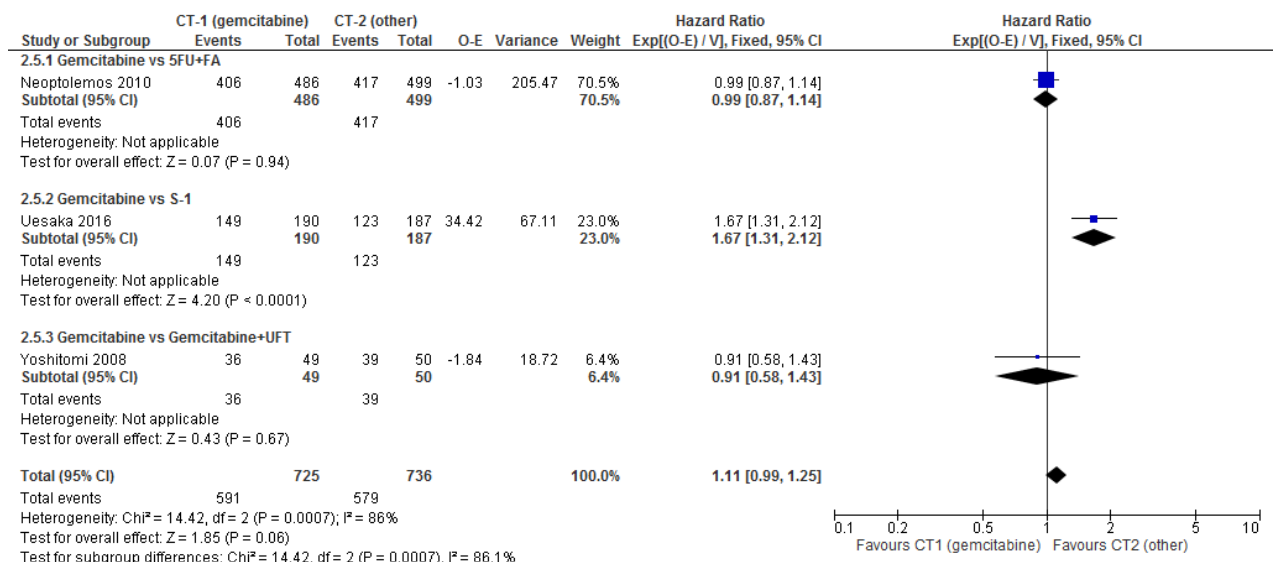 CT-1 (gemcitabine) CT-2 (other) Hazard Ratio Hazard Ratio
Study or Subgroup Events Total Events Total O-E Variance Weight Exp[(O-E) / V], Fixed, 95% CI Exp[(O-E) / V], Fixed, 95% CI
2.5.1 Gemcitabine vs 5FU+FA
Neoptolemos 2010 406 486 417 499 -1.03 205.47 70.5% 0.99 [0.87, 1.14]
Subtotal (95% CI) 486 499 70.5% 0.99 [0.87, 1.14]
Total events 406 417
Heterogeneity: Not applicable
Test for overall effect: Z = 0.07 (P = 0.94)
2.5.2 Gemcitabine vs S-1
Uesaka 2016 149 190 123 187 34.42 67.11 23.0% 1.67 [1.31, 2.12]
Subtotal (95% CI) 190 187 23.0% 1.67 [1.31, 2.12]
Total events 149 123
Heterogeneity: Not applicable
Test for overall effect: Z = 4.20 (P < 0.0001)
2.5.3 Gemcitabine vs Gemcitabine+UFT
Yoshitomi 2008 36 49 39 50 -1.84 18.72 6.4% 0.91 [0.58, 1.43]
Subtotal (95% CI) 49 50 6.4% 0.91 [0.58, 1.43]
Total events 36 39
Heterogeneity: Not applicable
Test for overall effect: Z = 0.43 (P = 0.67)
Total (95% CI) 725 736 100.0% 1.11 [0.99, 1.25]
Total events 591 579
Heterogeneity: Chi² = 14.42, df = 2 (P = 0.0007); I² = 86%
Test for overall effect: Z = 1.85 (P = 0.06)
Test for subgroup differences: Chi² = 14.42, df = 2 (P = 0.0007), I² = 86.1%
0.1 0.2 0.5 1 2 5 10
Favours CT1 (gemcitabine) Favours CT2 (other)